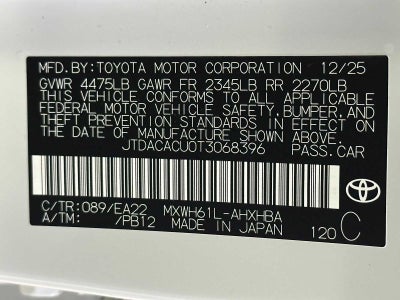 MFD.BY:TOYOTA MOTOR CORPORATION 12/25
GVWR 4475LB GAWR FR 2345LB RR 2270LB
THIS VEHICLE CONFORMS TO ALL APPLICABLE
FEDERAL MOTOR VEHICLE SAFETY,BUMPER,AND
THEFT PREVENTION STANDARDS IN EFFECT ON
THE DATE OF MANUFACTURE SHOWN ABOVE.
JTDACACU0T3068396 PASS.CAR
C/TR:089/EA22 MXWH61L-AHXHBA
A/TM: /PB12 MADE IN JAPAN 120 C
TOYOTA